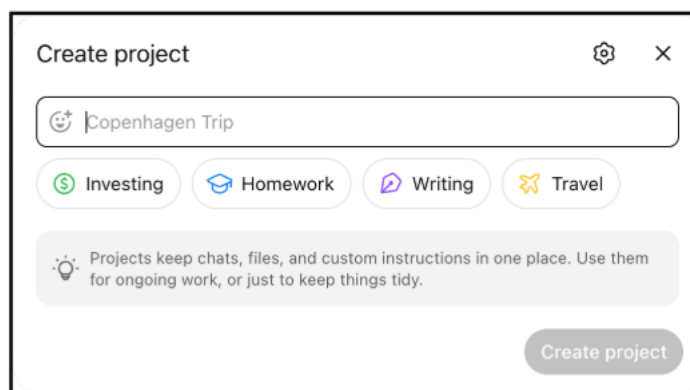 Create project
Copenhagen Trip
Investing
Homework
Writing
Travel
Projects keep chats, files, and custom instructions in one place. Use them
for ongoing work, or just to keep things tidy.
Create project